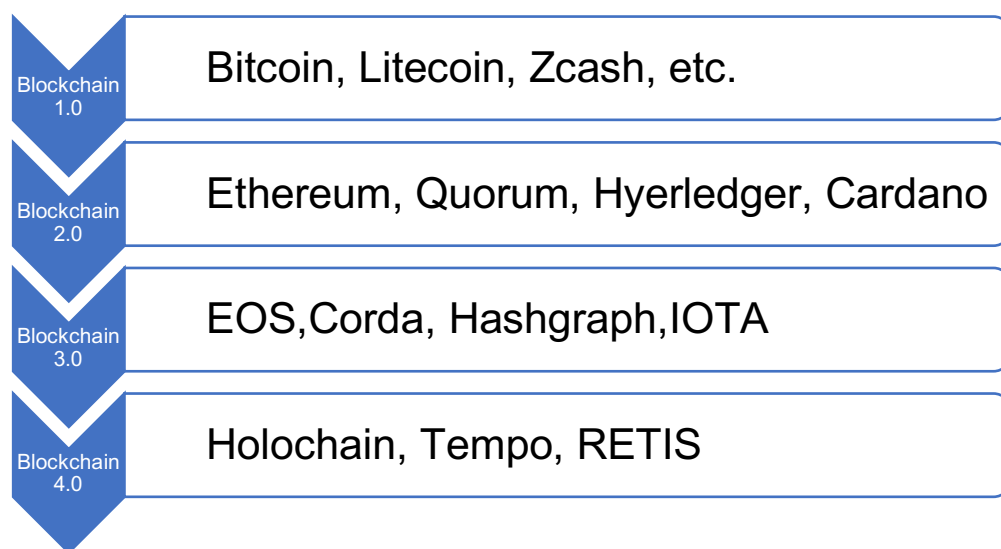 Blockchain
1.0
Bitcoin, Litecoin, Zcash, etc.
Blockchain
2.0
Ethereum, Quorum, Hyerledger, Cardano
Blockchain
3.0
EOS,Corda, Hashgraph,IOTA
Blockchain
4.0
Holochain, Tempo, RETIS